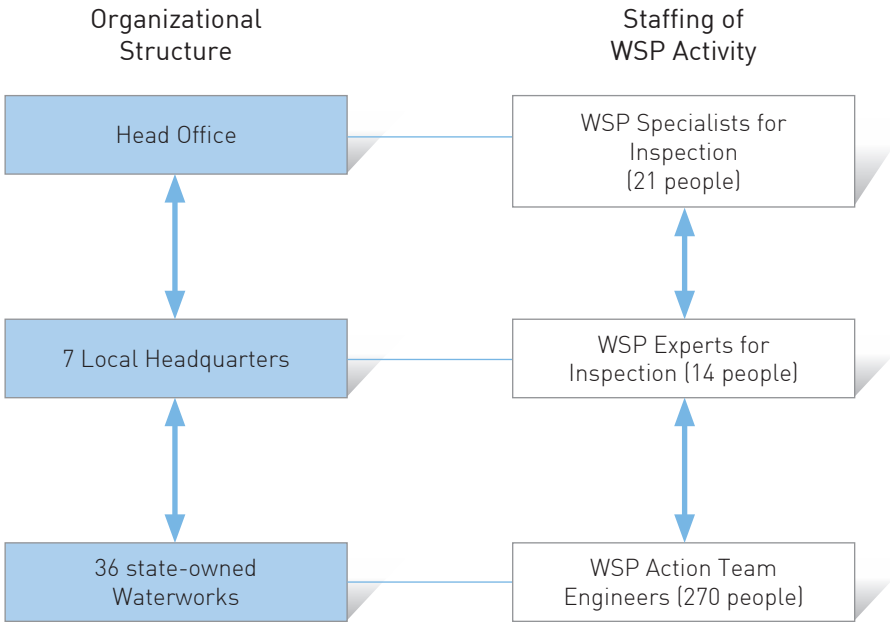 Organizational
Structure
Staffing of
WSP Activity
Head Office
WSP Specialists for
Inspection
(21 people)
7 Local Headquarters
WSP Experts for
Inspection (14 people)
36 state-owned
Waterworks
WSP Action Team
Engineers (270 people)